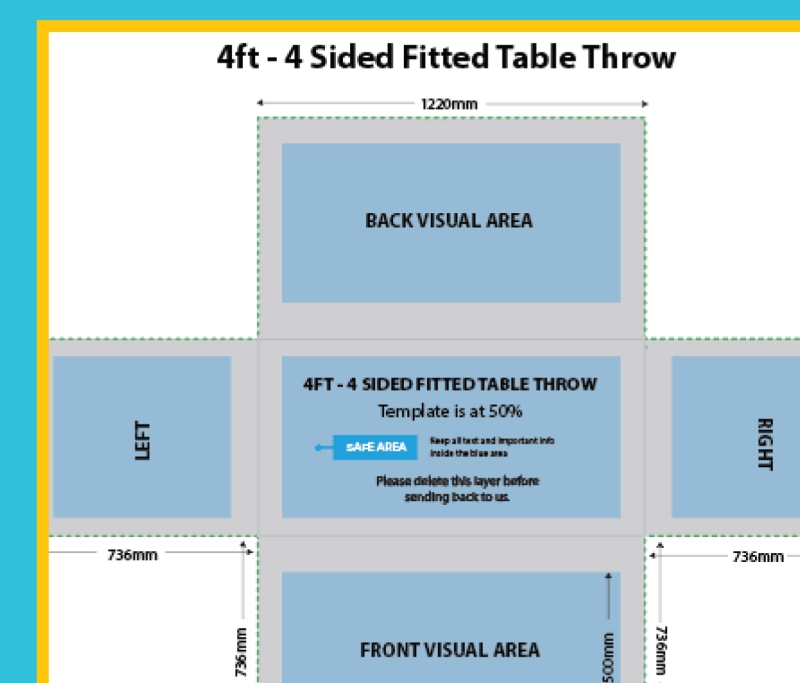 4ft - 4 Sided Fitted Table Throw
1220mm
BACK VISUAL AREA
4FT - 4 SIDED FITTED TABLE THROW
Template is at 50%
LEFT
SAFE AREA
Keep all text and important info
inside the blue area
RIGHT
Please delete this layer before
sending back to us.
736mm
736mm
736mm
FRONT VISUAL AREA
500mm
736mm